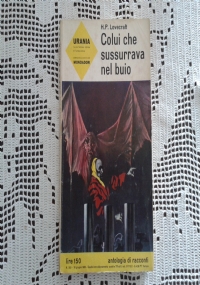 URANIA
MONDADORI
H.P. Lovecraft
Colui che
sussurrava
nel buio
lire 150
antologia di racconti